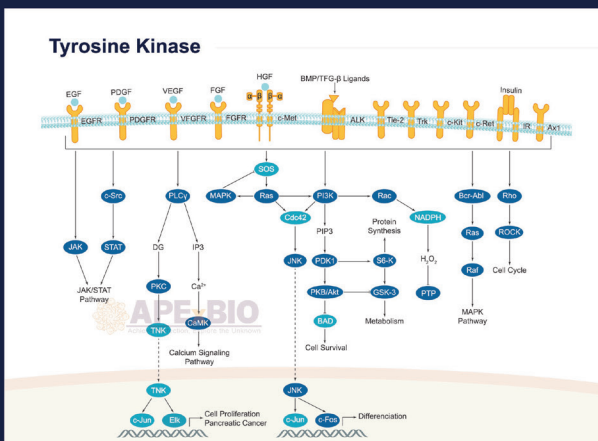 Tyrosine Kinase
EGF
PDGF
VEGF
FGF
HGF
BMP/TFG-β Ligands
Insulin
α β β α
EGFR
PDGFR
VFGFR
FGFR
c-Met
ALK
Tie-2
Trk
c-Kit
c-Ret
IR
Ax1
SOS
c-Src
PLCγ
MAPK
Ras
PI3K
Rac
Bcr-Abl
Rho
Cdc42
NADPH
JAK
STAT
DG
IP3
JNK
PIP3
PDK1
Protein
Synthesis
S6-K
H2O2
Ras
ROCK
Raf
Cell Cycle
JAK/STAT
Pathway
PKC
Ca2+
PKB/Akt
GSK-3
PTP
APExBIO
TNK
CaMK
BAD
Metabolism
MAPK
Pathway
Calcium Signaling
Pathway
Cell Survival
TNK
JNK
c-Jun
Elk
Cell Proliferation
Pancreatic Cancer
c-Jun
c-Fos
Differenciation